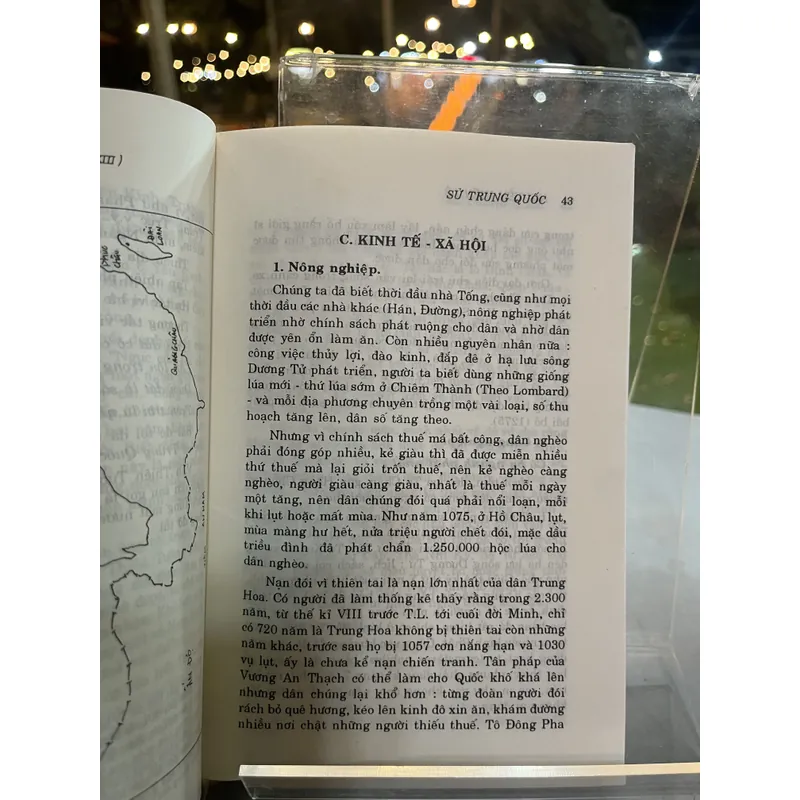 XIII)
ĐÀI LOAN
PHÚC CHÂU
QUẢNG CHÂU
SỬ TRUNG QUỐC 43
C. KINH TẾ - XÃ HỘI
1. Nông nghiệp.
Chúng ta đã biết thời đầu nhà Tống, cũng như mọi
thời đầu các nhà khác (Hán, Đường), nông nghiệp phát
triển nhờ chính sách phát ruộng cho dân và nhờ dân
được yên ổn làm ăn. Còn nhiều nguyên nhân nữa :
công việc thủy lợi, đào kinh, đắp đê ở hạ lưu sông
Dương Tử phát triển, người ta biết dùng những giống
lúa mới - thứ lúa sớm ở Chiêm Thành (Theo Lombard)
- và mỗi địa phương chuyên trồng một vài loại, số thu
hoạch tăng lên, dân số tăng theo.
Nhưng vì chính sách thuế má bất công, dân nghèo
phải đóng góp nhiều, kẻ giàu thì đã được miễn nhiều
thứ thuế mà lại giỏi trốn thuế, nên kẻ nghèo càng
nghèo, người giàu càng giàu, nhất là thuế mỗi ngày
một tăng, nên dân chúng đói quá phải nổi loạn, mỗi
khi lụt hoặc mất mùa. Như năm 1075, ở Hồ Châu, lụt,
mùa màng hư hết, nửa triệu người chết đói, mặc dầu
triều đình đã phát chẩn 1.250.000 hộc lúa cho
dân nghèo.
Nạn đói vì thiên tai là nạn lớn nhất của dân Trung
Hoa. Có người đã làm thống kê thấy rằng trong 2.300
năm, từ thế kỉ VIII trước T.L. tới cuối đời Minh, chỉ
có 720 năm là Trung Hoa không bị thiên tai còn những
năm khác, trước sau họ bị 1057 cơn nắng hạn và 1030
vụ lụt, ấy là chưa kể nạn chiến tranh. Tân pháp của
Vương An Thạch có thể làm cho Quốc khố khá lên
nhưng dân chúng lại khổ hơn : từng đoàn người đói
rách bỏ quê hương, kéo lên kinh đô xin ăn, khám đường
nhiều nơi chật những người thiếu thuế. Tô Đông Pha